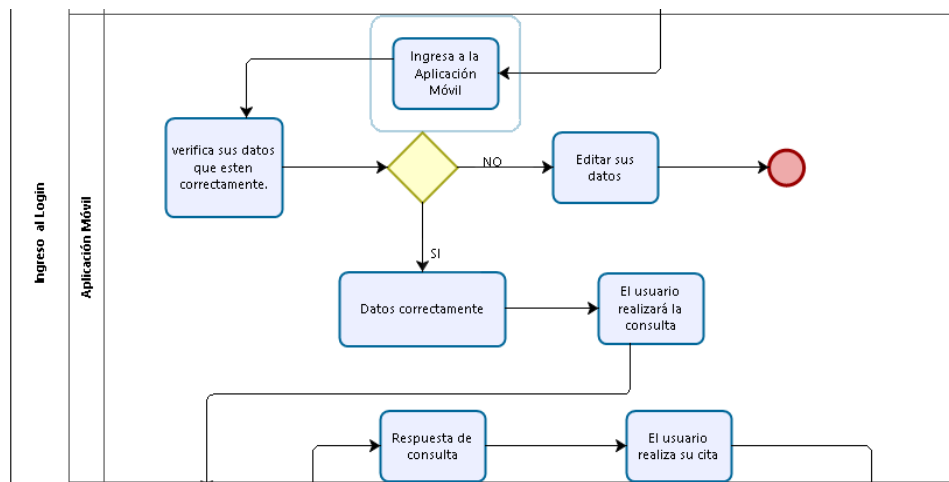 Ingreso al Login
Aplicación Móvil
Ingresa a la
Aplicación
Móvil
verifica sus datos
que esten
correctamente.
NO
Editar sus
datos
SI
Datos correctamente
El usuario
realizará la
consulta
Respuesta de
consulta
El usuario
realiza su cita